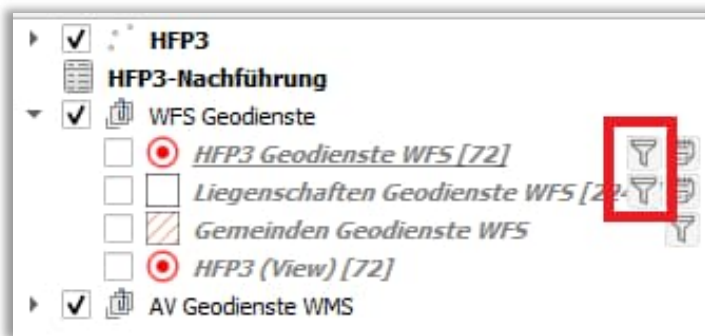 HFP3
HFP3-Nachführung
WFS Geodienste
HFP3 Geodienste WFS [72]
Liegenschaften Geodienste WFS
Gemeinden Geodienste WFS
HFP3 (View) [72]
AV Geodienste WMS